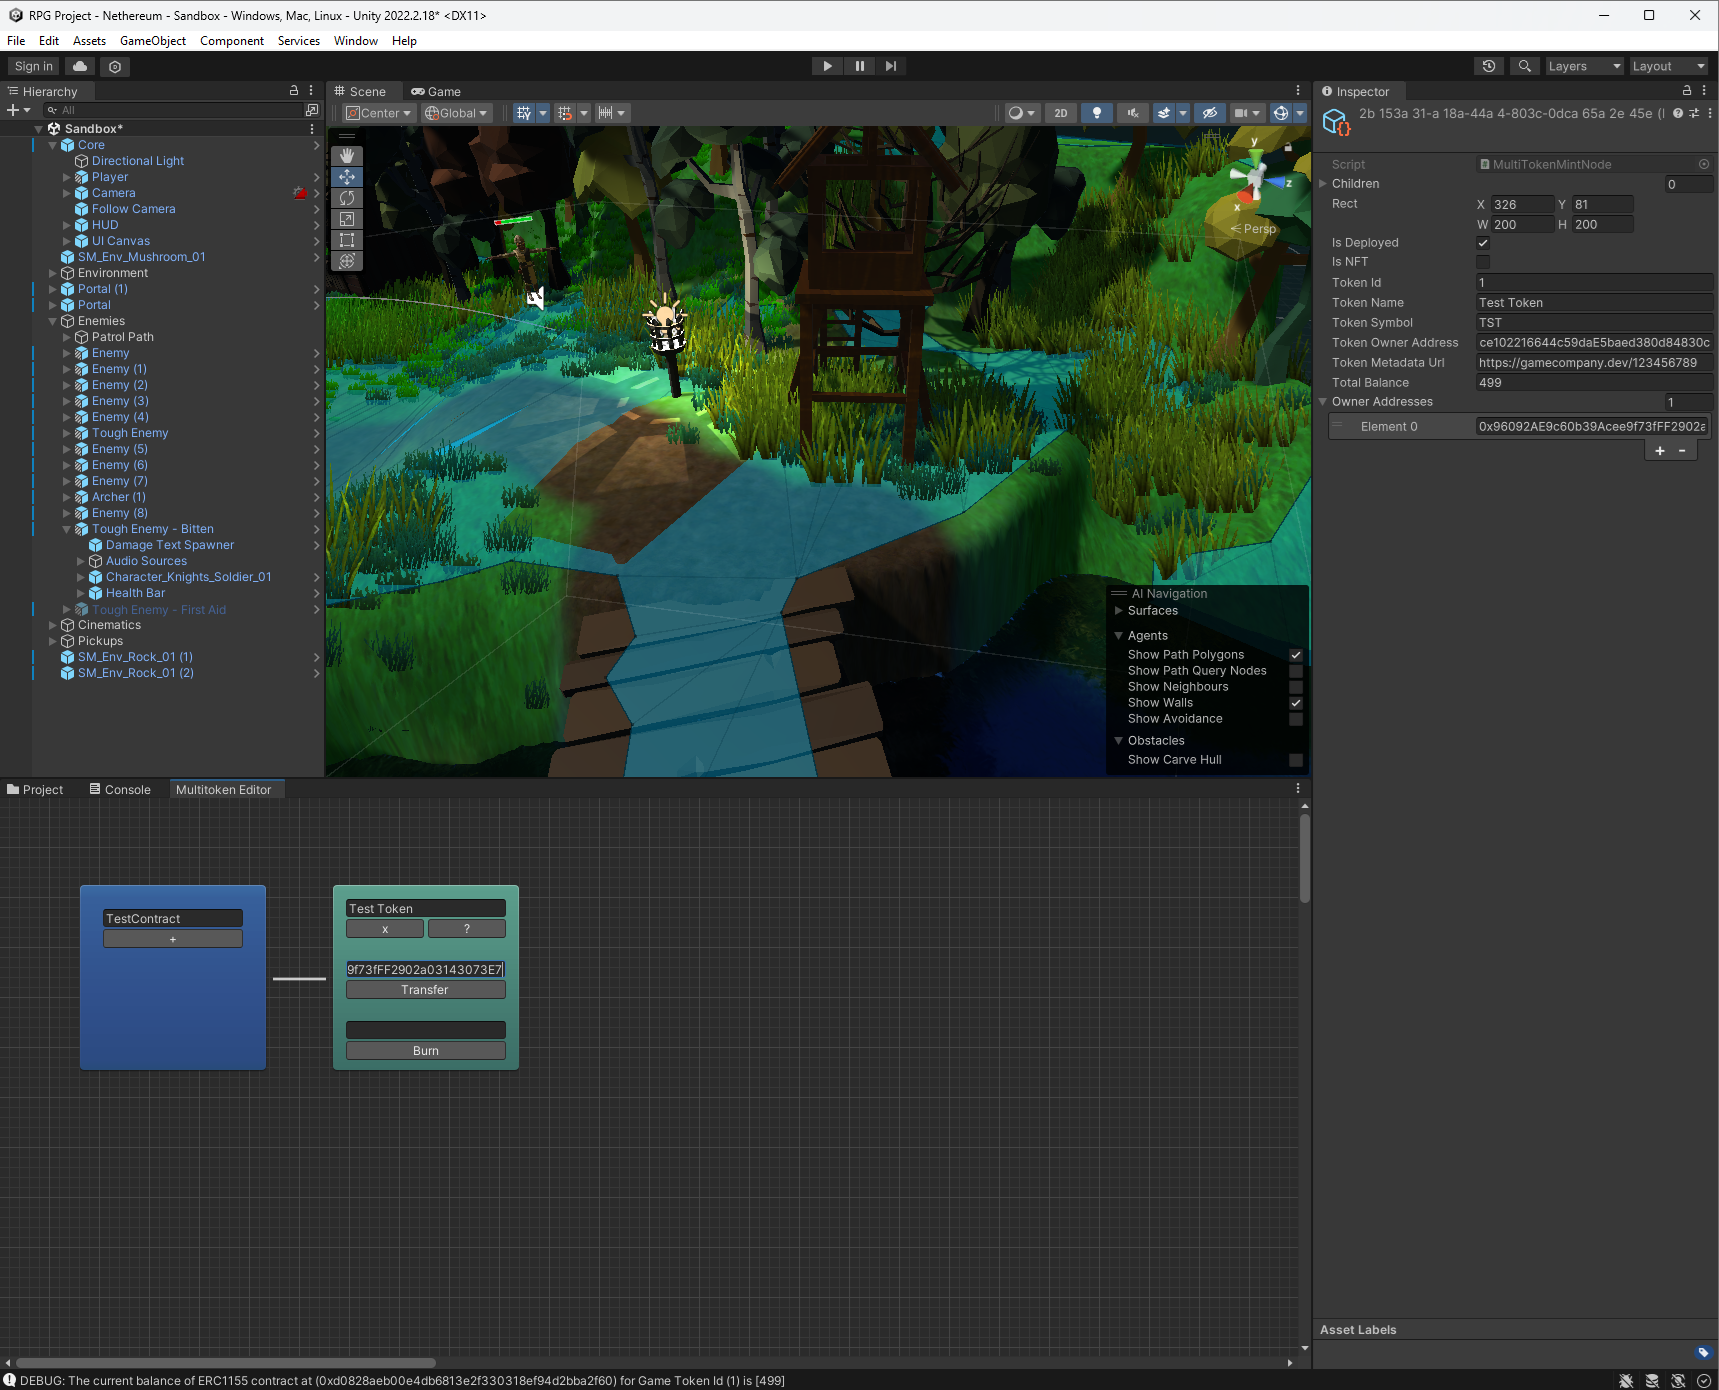 RPG Project - Nethereum - Sandbox - Windows, Mac, Linux - Unity 2022.2.18* <DX11>
File Edit Assets GameObject Component Services Window Help
Sign in
Layers
Layout
Hierarchy
All
Sandbox*
Core
Directional Light
Player
Camera
Follow Camera
HUD
UI Canvas
SM_Env_Mushroom_01
Environment
Portal (1)
Portal
Enemies
Patrol Path
Enemy
Enemy (1)
Enemy (2)
Enemy (3)
Enemy (4)
Tough Enemy
Enemy (5)
Enemy (6)
Enemy (7)
Archer (1)
Enemy (8)
Tough Enemy - Bitten
Damage Text Spawner
Audio Sources
Character_Knights_Soldier_01
Health Bar
Tough Enemy - First Aid
Cinematics
Pickups
SM_Env_Rock_01 (1)
SM_Env_Rock_01 (2)
Scene
Game
Center
Global
2D
y
z
x
Persp
AI Navigation
Surfaces
Agents
Show Path Polygons
Show Path Query Nodes
Show Neighbours
Show Walls
Show Avoidance
Obstacles
Show Carve Hull
Inspector
2b 153a 31-a 18a-44a 4-803c-0dca 65a 2e 45e (
Script MultiTokenMintNode
Children 0
Rect X 326 Y 81
W 200 H 200
Is Deployed
Is NFT
Token Id 1
Token Name Test Token
Token Symbol TST
Token Owner Address ce102216644c59daE5baed380d84830c
Token Metadata Url https://gamecompany.dev/123456789
Total Balance 499
Owner Addresses 1
Element 0 0x96092AE9c60b39Acee9f73fFF2902a
+ -
Project
Console
Multitoken Editor
TestContract
+
Test Token
x ?
9f73fFF2902a03143073E7
Transfer
Burn
Asset Labels
DEBUG: The current balance of ERC1155 contract at (0xd0828aeb00e4db6813e2f330318ef94d2bba2f60) for Game Token Id (1) is [499]